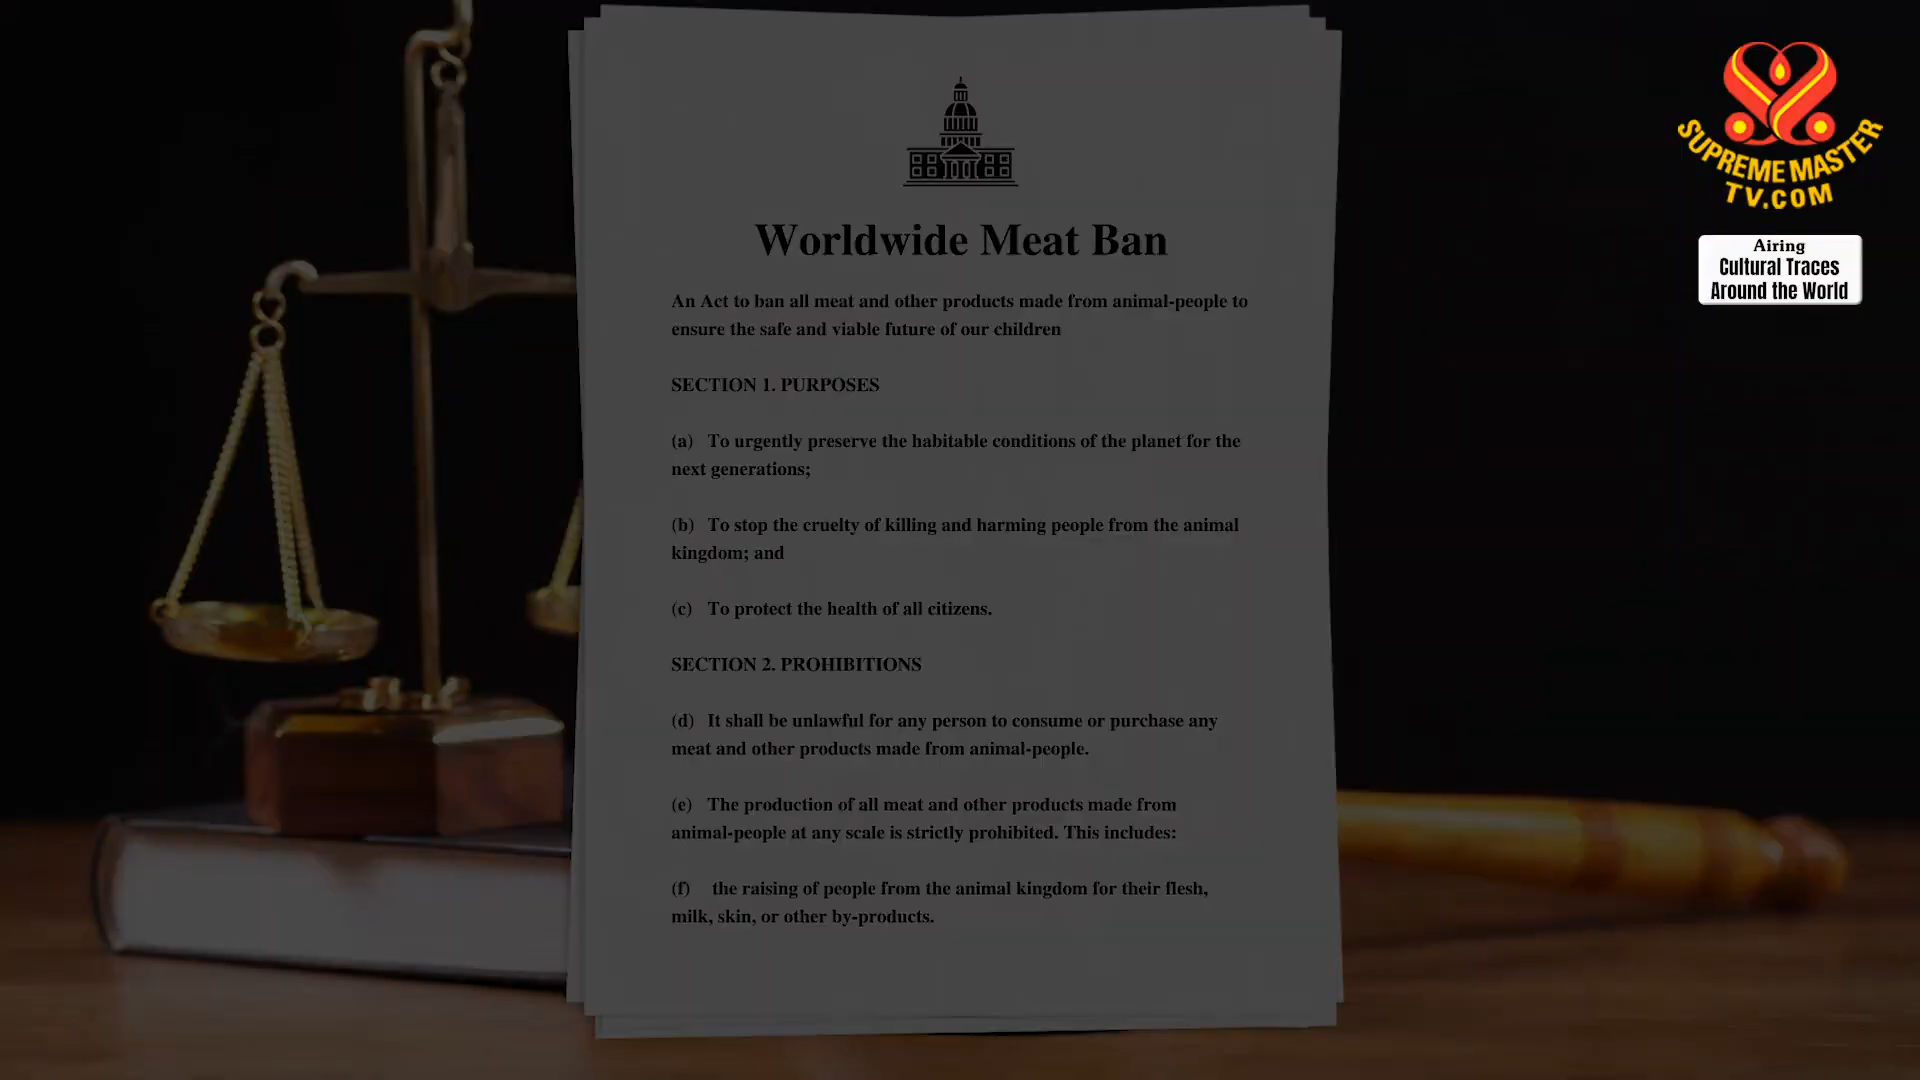 SUPREME MASTER
TV.COM
Airing
Cultural Traces
Around the World
Worldwide Meat Ban
An Act to ban all meat and other products made from animal-people to
ensure the safe and viable future of our children
SECTION 1. PURPOSES
(a) To urgently preserve the habitable conditions of the planet for the
next generations;
(b) To stop the cruelty of killing and harming people from the animal
kingdom; and
(c) To protect the health of all citizens.
SECTION 2. PROHIBITIONS
(d) It shall be unlawful for any person to consume or purchase any
meat and other products made from animal-people.
(e) The production of all meat and other products made from
animal-people at any scale is strictly prohibited. This includes:
(f) the raising of people from the animal kingdom for their flesh,
milk, skin, or other by-products.